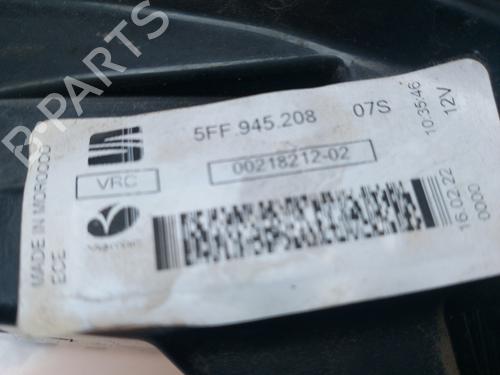 5FF.945.208 07S
00218212-02
VRC
MADE IN MOROCCO
ECE
10:35:46
12V
16.02.22
0000
B-PARTS